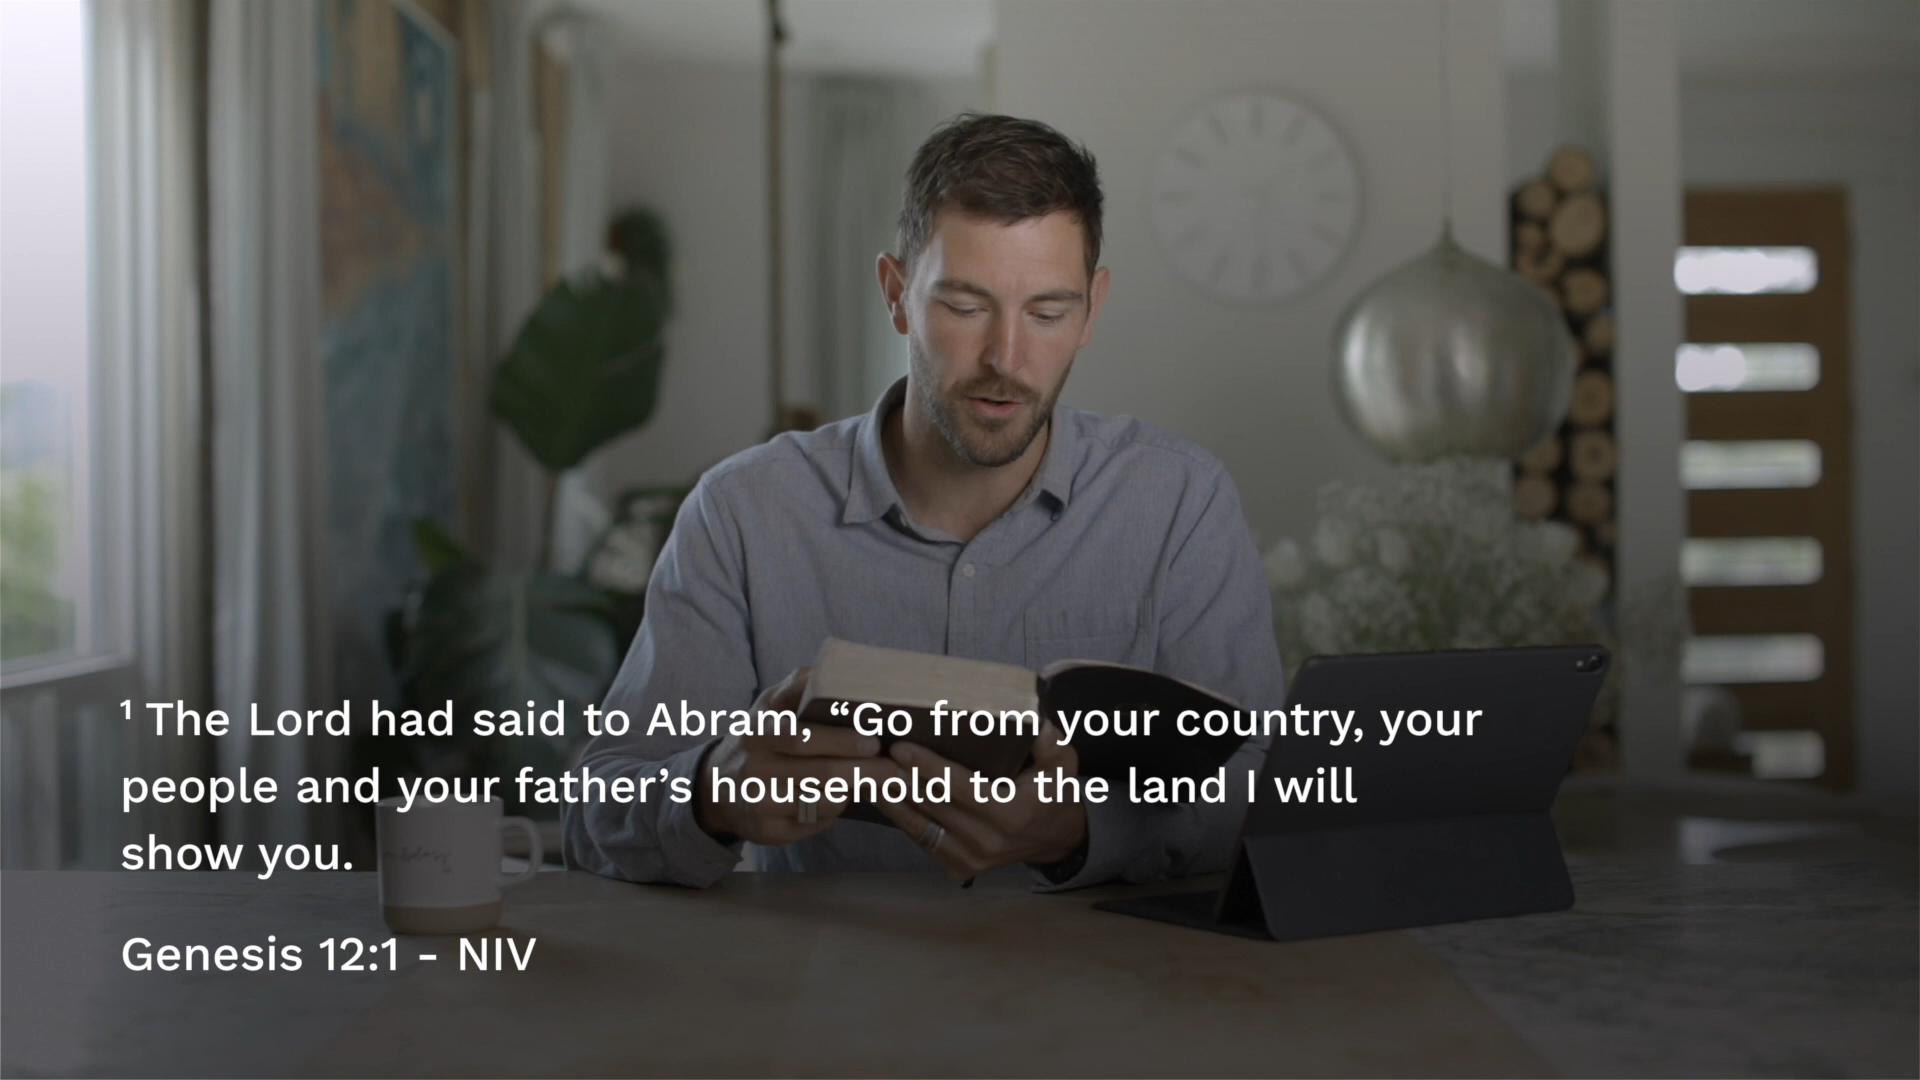 ¹ The Lord had said to Abram, “Go from your country, your
people and your father’s household to the land I will
show you.
Genesis 12:1 - NIV